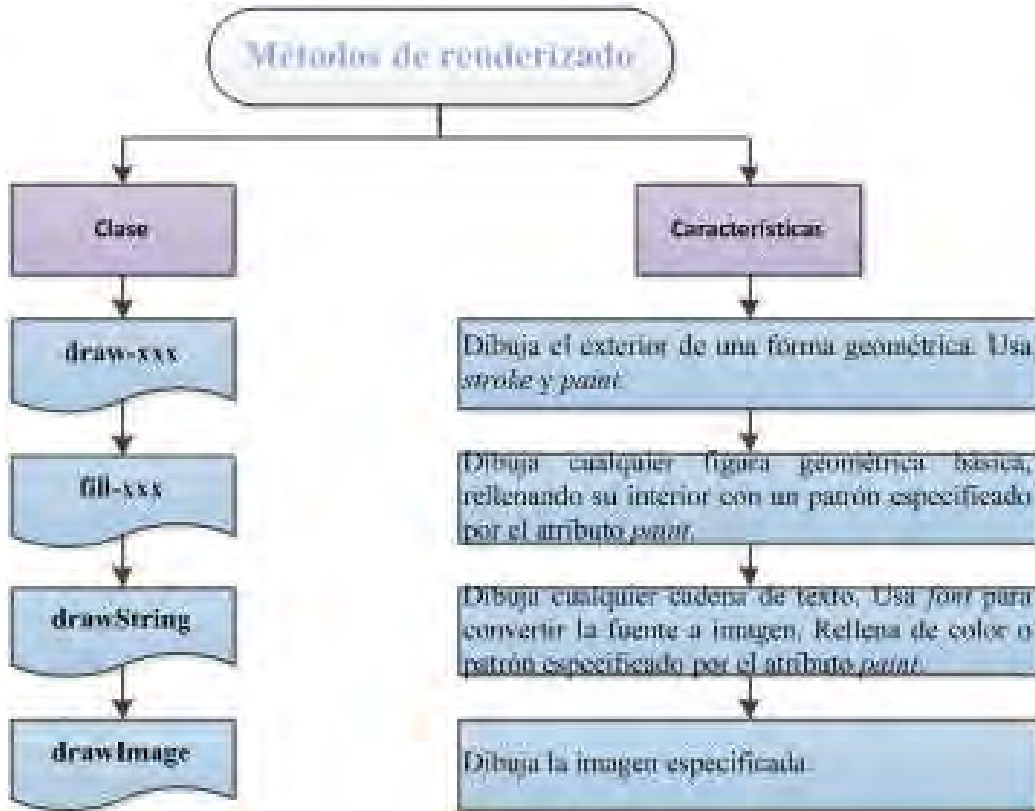 Métodos de renderizado
Clase
Características
draw-xxx
Dibuja el exterior de una forma geométrica. Usa
stroke y paint.
fill-xxx
Dibuja cualquier figura geométrica básica,
rellenando su interior con un patrón especificado
por el atributo paint.
drawString
Dibuja cualquier cadena de texto. Usa font para
convertir la fuente a imagen. Rellena de color o
patrón especificado por el atributo paint.
drawImage
Dibuja la imagen especificada.